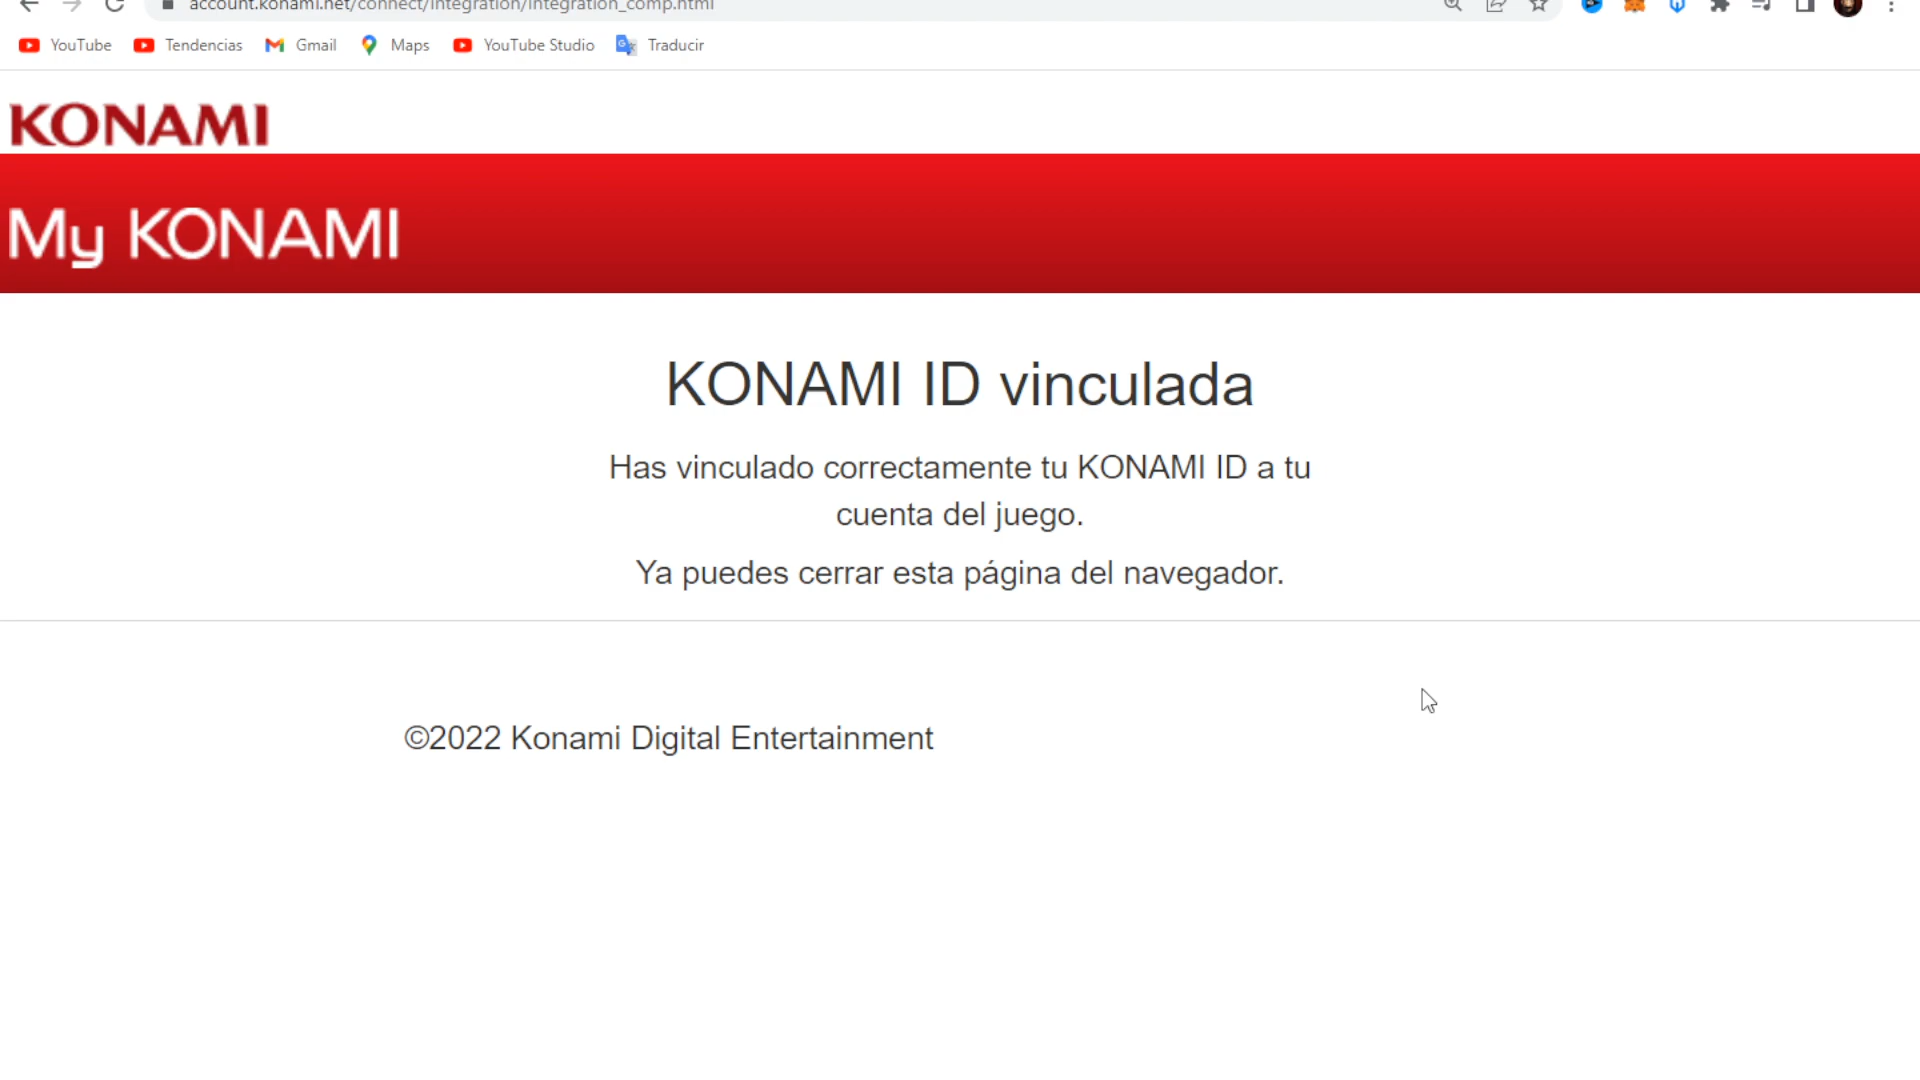 account.konami.net/connect/integration/integration_comp.html
YouTube Tendencias Gmail Maps YouTube Studio Traducir
KONAMI
My KONAMI
KONAMI ID vinculada
Has vinculado correctamente tu KONAMI ID a tu
cuenta del juego.
Ya puedes cerrar esta página del navegador.
©2022 Konami Digital Entertainment